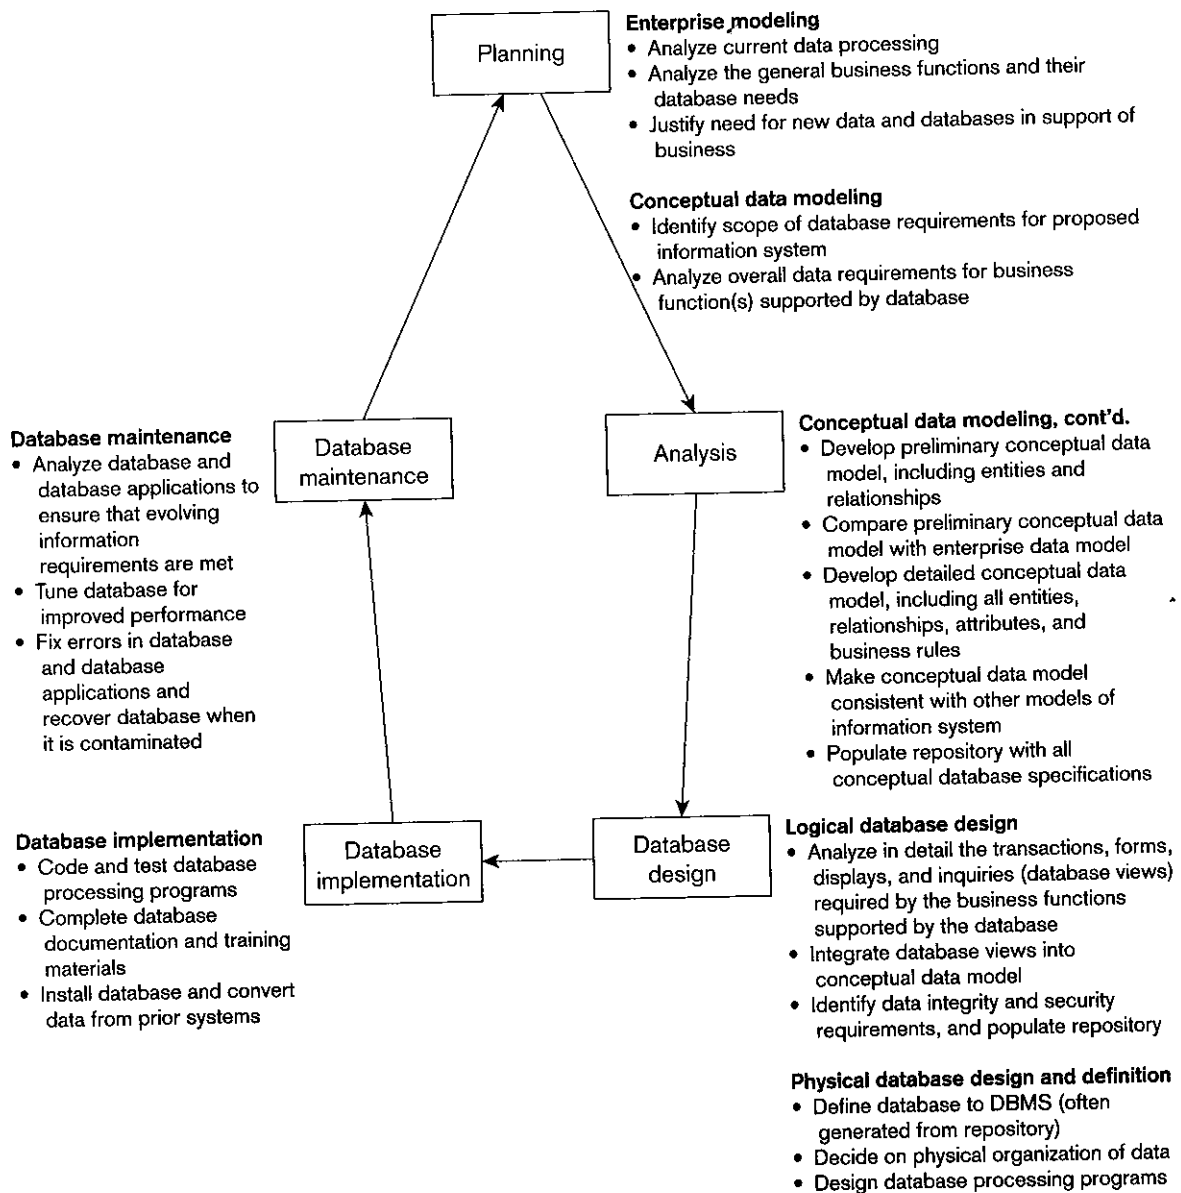 Planning
Enterprise modeling
• Analyze current data processing
• Analyze the general business functions and their
database needs
• Justify need for new data and databases in support of
business
Conceptual data modeling
• Identify scope of database requirements for proposed
information system
• Analyze overall data requirements for business
function(s) supported by database
Database maintenance
• Analyze database and
database applications to
ensure that evolving
information
requirements are met
• Tune database for
improved performance
• Fix errors in database
and database
applications and
recover database when
it is contaminated
Database
maintenance
Analysis
Conceptual data modeling, cont'd.
• Develop preliminary conceptual data
model, including entities and
relationships
• Compare preliminary conceptual data
model with enterprise data model
• Develop detailed conceptual data
model, including all entities,
relationships, attributes, and
business rules
• Make conceptual data model
consistent with other models of
information system
• Populate repository with all
conceptual database specifications
Database implementation
• Code and test database
processing programs
• Complete database
documentation and training
materials
• Install database and convert
data from prior systems
Database
implementation
Database
design
Logical database design
• Analyze in detail the transactions, forms,
displays, and inquiries (database views)
required by the business functions
supported by the database
• Integrate database views into
conceptual data model
• Identify data integrity and security
requirements, and populate repository
Physical database design and definition
• Define database to DBMS (often
generated from repository)
• Decide on physical organization of data
• Design database processing programs